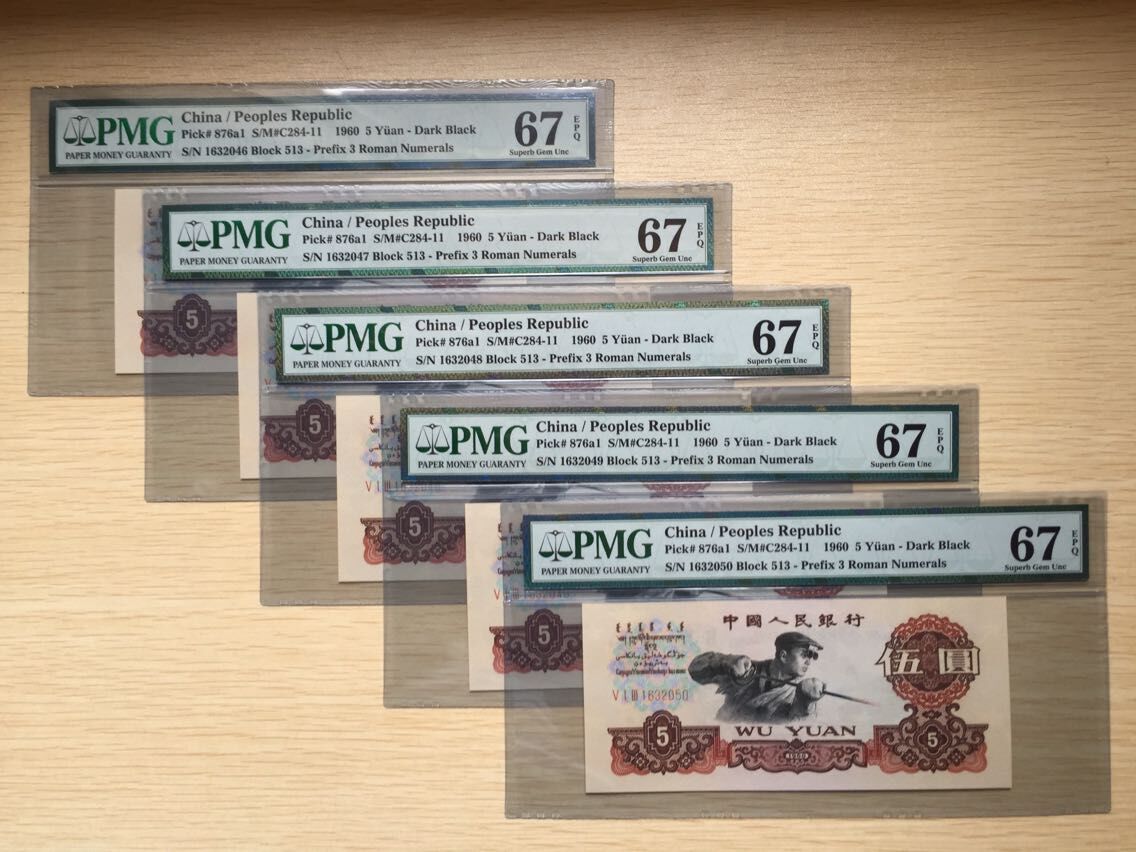 PMG
PAPER MONEY GUARANTY
China / Peoples Republic
Pick# 876a1 S/M#C284-11 1960 5 Yüan - Dark Black
S/N 1632046 Block 513 - Prefix 3 Roman Numerals
67
EPQ
Superb Gem Unc
5
PMG
PAPER MONEY GUARANTY
China / Peoples Republic
Pick# 876a1 S/M#C284-11 1960 5 Yüan - Dark Black
S/N 1632047 Block 513 - Prefix 3 Roman Numerals
67
EPQ
Superb Gem Unc
5
PMG
PAPER MONEY GUARANTY
China / Peoples Republic
Pick# 876a1 S/M#C284-11 1960 5 Yüan - Dark Black
S/N 1632048 Block 513 - Prefix 3 Roman Numerals
67
EPQ
Superb Gem Unc
5
PMG
PAPER MONEY GUARANTY
China / Peoples Republic
Pick# 876a1 S/M#C284-11 1960 5 Yüan - Dark Black
S/N 1632049 Block 513 - Prefix 3 Roman Numerals
67
EPQ
Superb Gem Unc
5
PMG
PAPER MONEY GUARANTY
China / Peoples Republic
Pick# 876a1 S/M#C284-11 1960 5 Yüan - Dark Black
S/N 1632050 Block 513 - Prefix 3 Roman Numerals
67
EPQ
Superb Gem Unc
中國人民銀行
伍圓
V I III 1632050
WU YUAN
5
1960
5